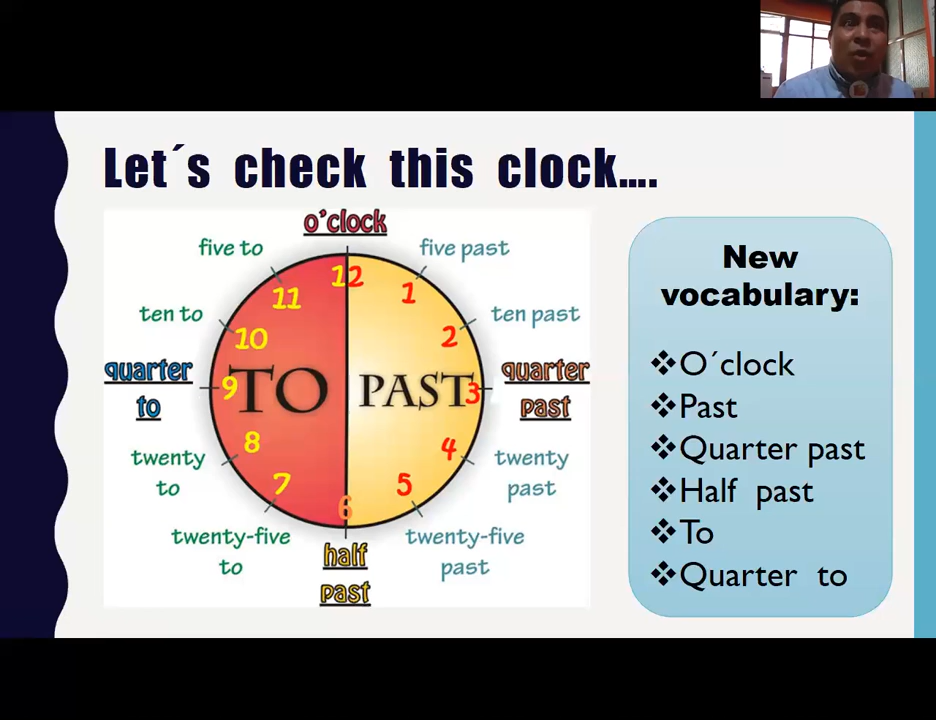 Let´s check this clock....
o'clock
five to
five past
12
11
1
ten to
ten past
10
2
quarter
to
quarter
past
9
TO
PAST
3
8
4
twenty
to
twenty
past
7
5
6
twenty-five
to
twenty-five
past
half
past
New
vocabulary:
❖O´clock
❖Past
❖Quarter past
❖Half past
❖To
❖Quarter to